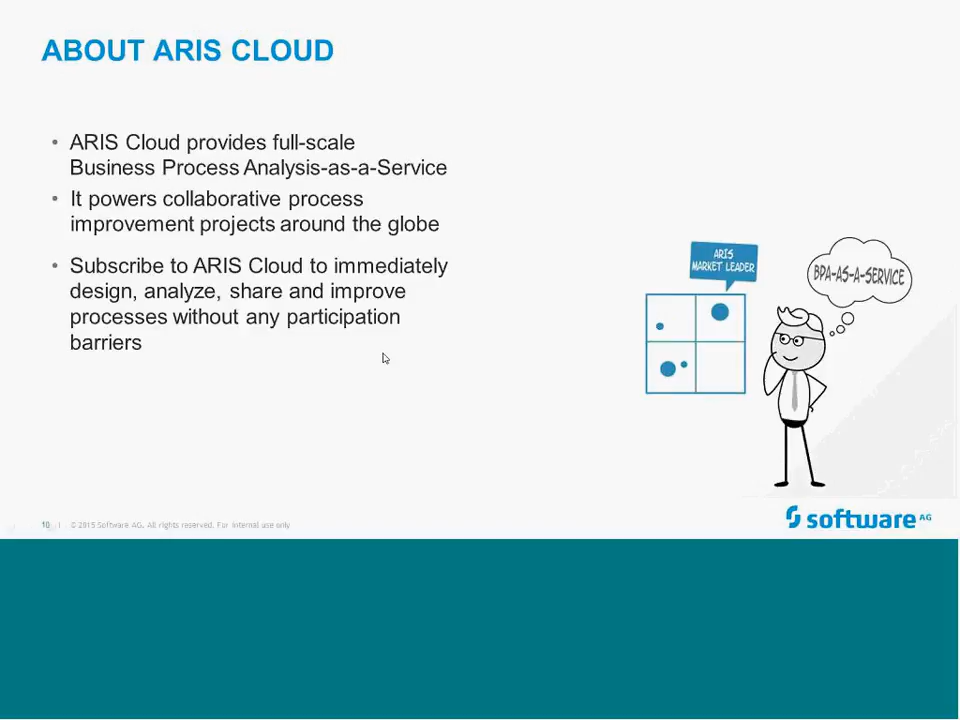 ABOUT ARIS CLOUD
• ARIS Cloud provides full-scale
Business Process Analysis-as-a-Service
• It powers collaborative process
improvement projects around the globe
• Subscribe to ARIS Cloud to immediately
design, analyze, share and improve
processes without any participation
barriers
ARIS
MARKET LEADER
BPA-AS-A-SERVICE
10 | © 2015 Software AG. All rights reserved. For internal use only
software AG